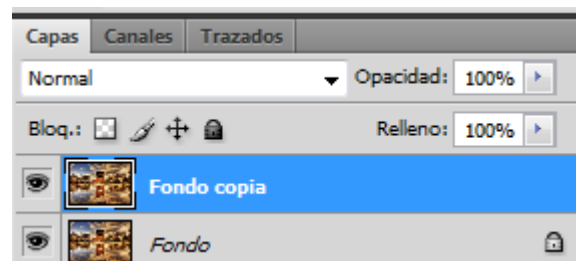 Capas Canales Trazados
Normal Opacidad: 100%
Bloq.: Relleno: 100%
Fondo copia
Fondo